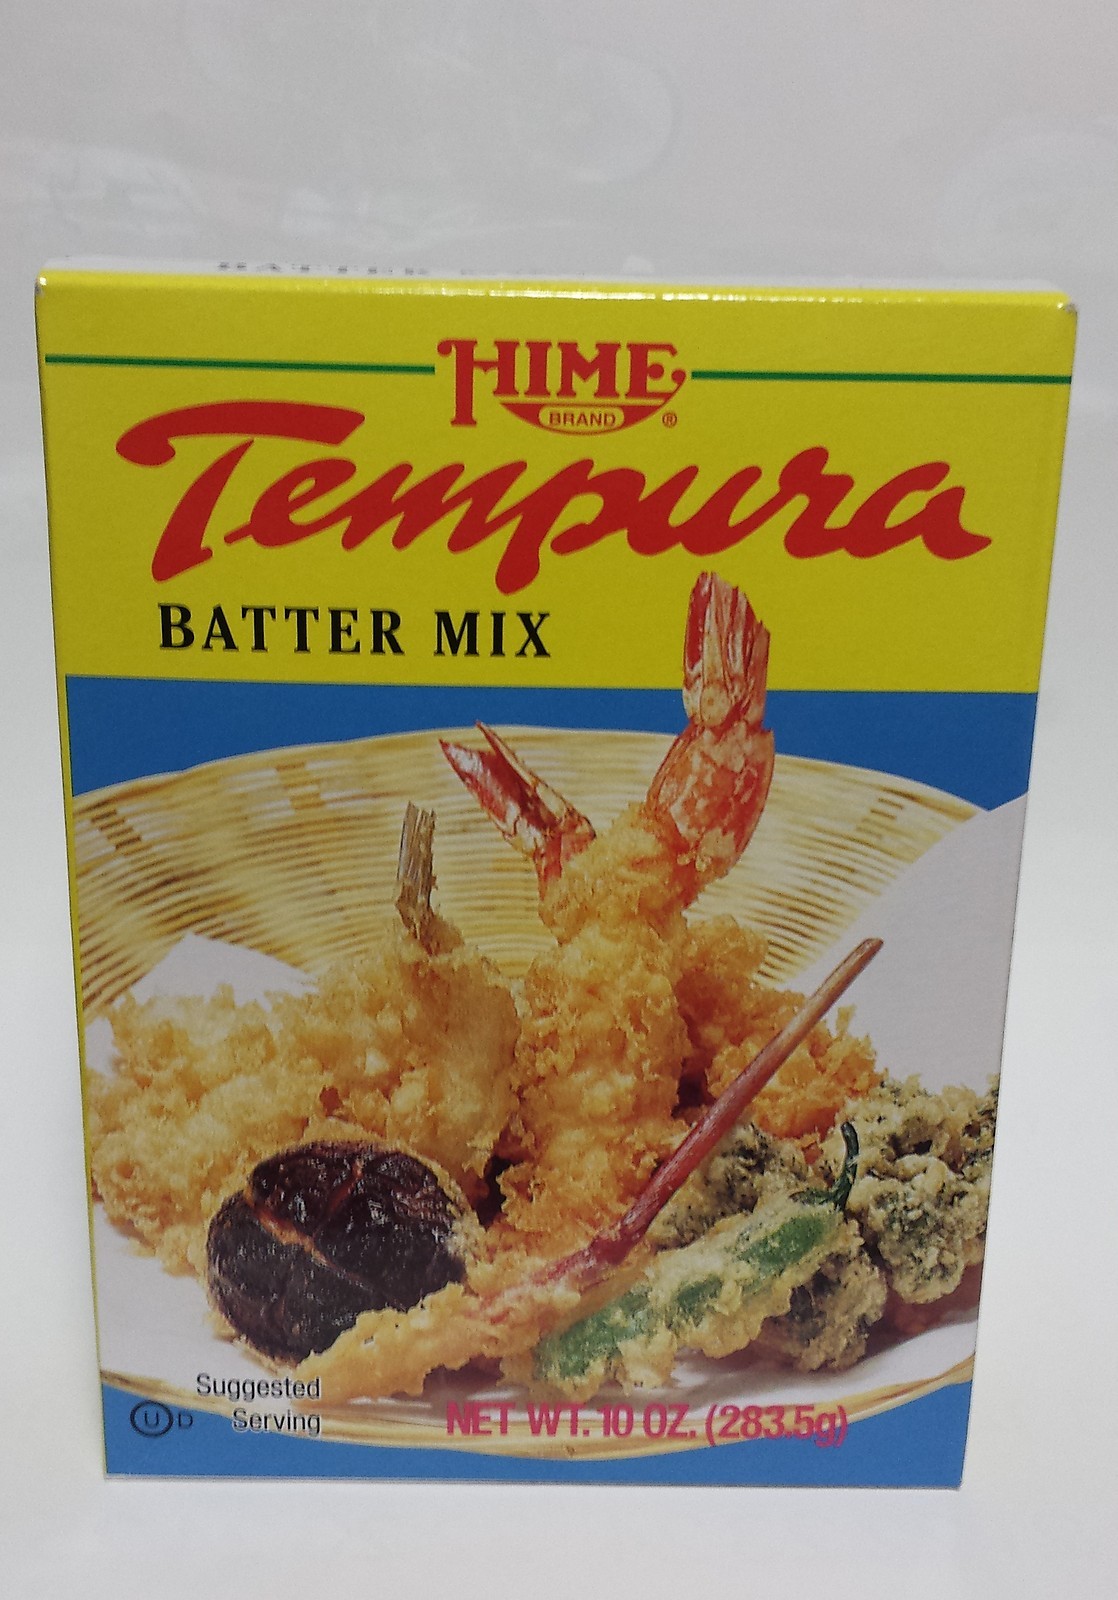 HIME
BRAND ®
Tempura
BATTER MIX
Suggested
Serving
U D
NET WT. 10 OZ. (283.5g)